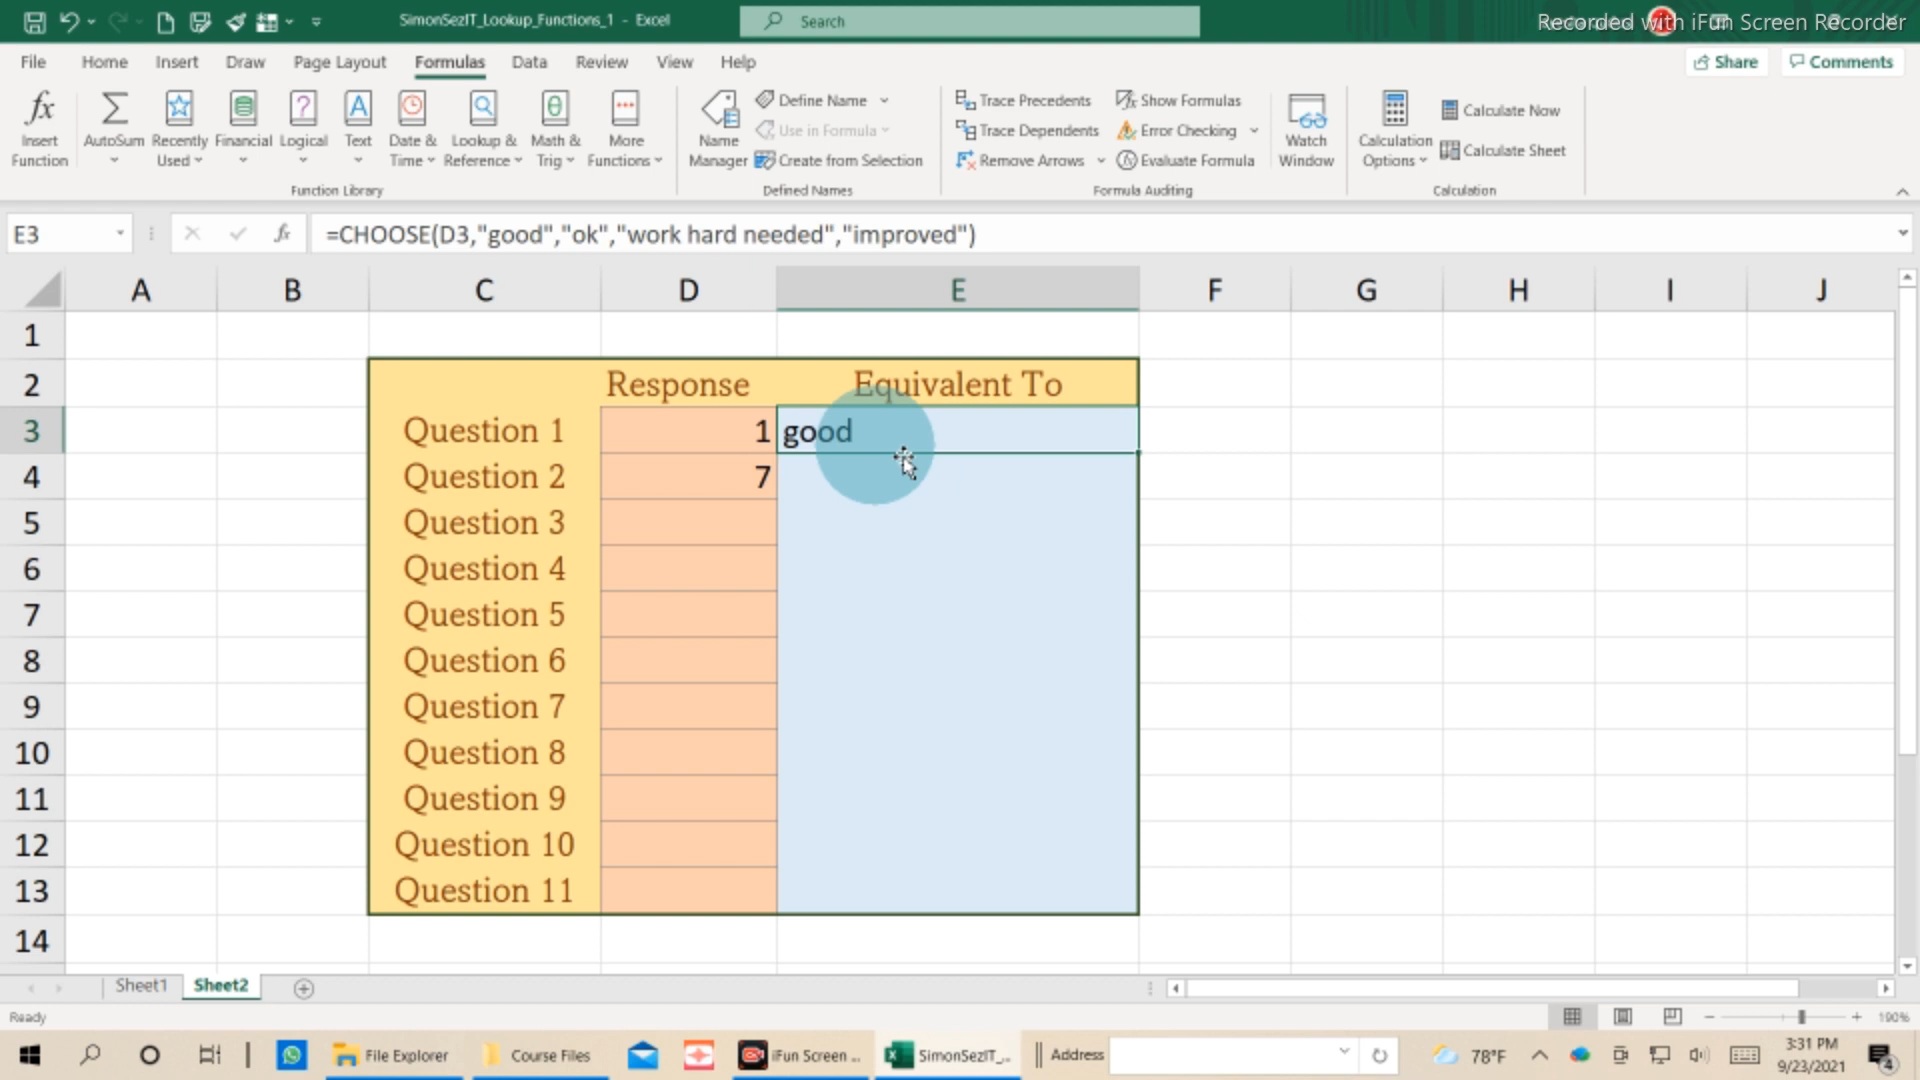 SimonSezIT_Lookup_Functions_1 - Excel
Search
Recorded with iFun Screen Recorder
File Home Insert Draw Page Layout Formulas Data Review View Help
Share Comments
Insert Function
AutoSum
Recently Used
Financial
Logical
Text
Date & Time
Lookup & Reference
Math & Trig
More Functions
Function Library
Name Manager
Define Name
Use in Formula
Create from Selection
Defined Names
Trace Precedents
Trace Dependents
Remove Arrows
Show Formulas
Error Checking
Evaluate Formula
Formula Auditing
Watch Window
Calculation Options
Calculate Now
Calculate Sheet
Calculation
E3 fx =CHOOSE(D3,"good","ok","work hard needed","improved")
A B C D E F G H I J
1
2 Response Equivalent To
3 Question 1 1 good
4 Question 2 7
5 Question 3
6 Question 4
7 Question 5
8 Question 6
9 Question 7
10 Question 8
11 Question 9
12 Question 10
13 Question 11
14
Sheet1 Sheet2
Ready
190%
File Explorer
Course Files
iFun Screen ...
SimonSezIT_...
Address
78°F
3:31 PM
9/23/2021
4